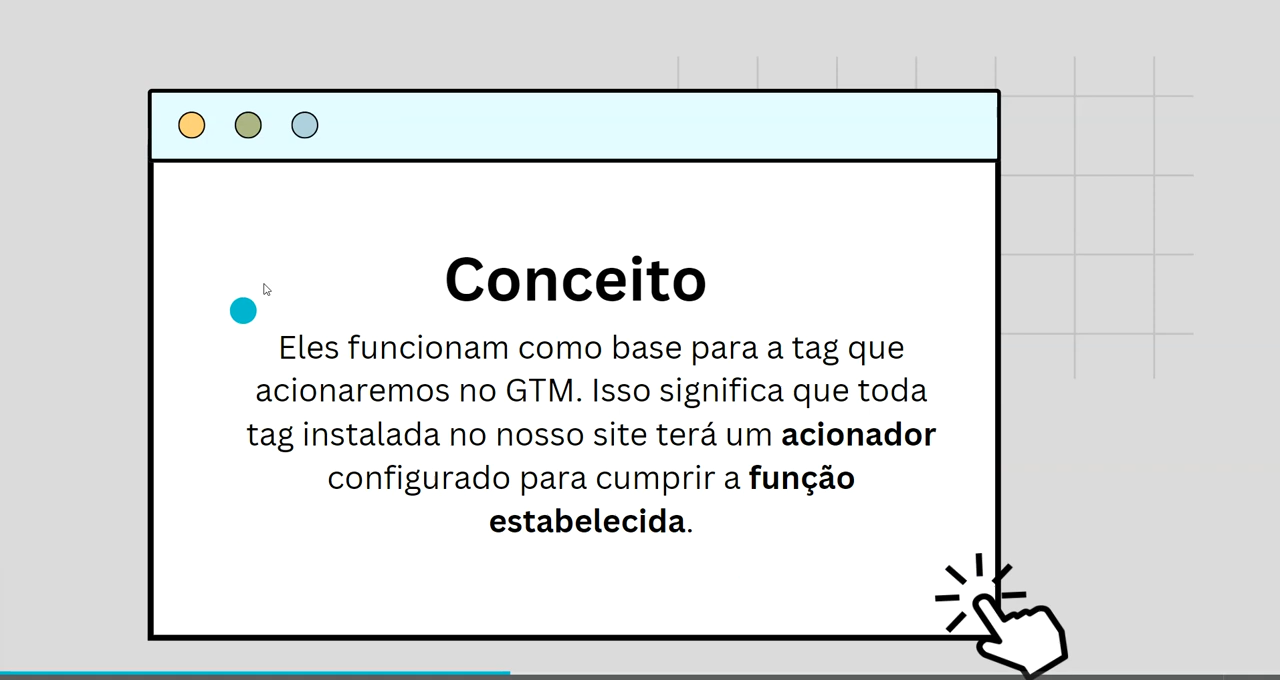 Conceito
Eles funcionam como base para a tag que
acionaremos no GTM. Isso significa que toda
tag instalada no nosso site terá um acionador
configurado para cumprir a função
estabelecida.